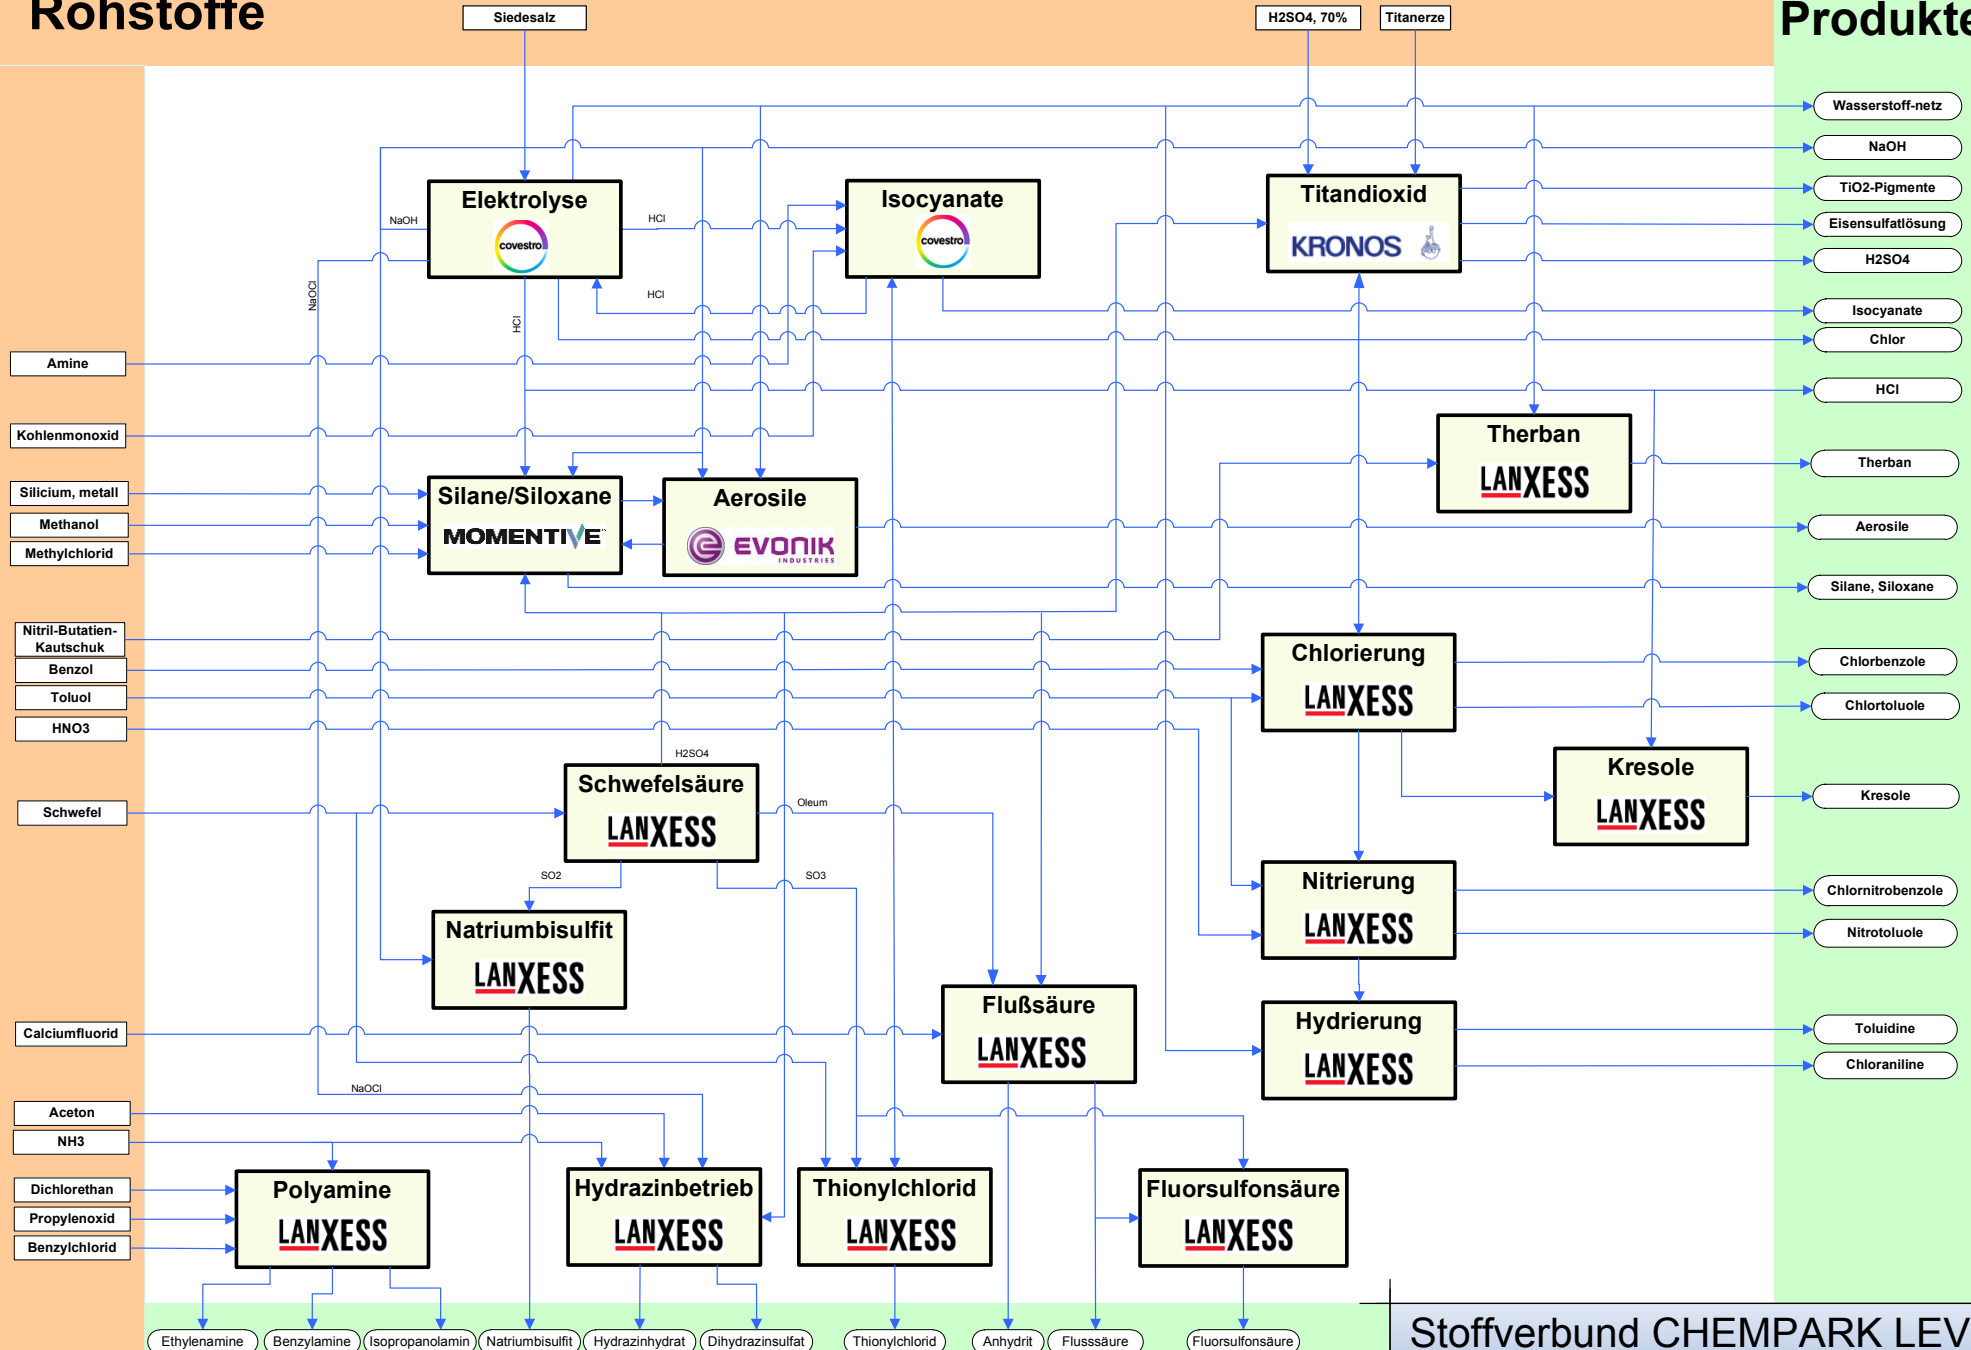 Rohstoffe
Siedesalz
H2SO4, 70%
Titanerze
Produkte
Wasserstoff-netz
NaOH
TiO2-Pigmente
Eisensulfatlösung
H2SO4
Isocyanate
Chlor
HCl
Therban
Aerosile
Silane, Siloxane
Chlorbenzole
Chlortoluole
Kresole
Chlornitrobenzole
Nitrotoluole
Toluidine
Chloraniline
Amine
Kohlenmonoxid
Silicium, metall
Methanol
Methylchlorid
Nitril-Butatien-
Kautschuk
Benzol
Toluol
HNO3
Schwefel
Calciumfluorid
Aceton
NH3
Dichlorethan
Propylenoxid
Benzylchlorid
Elektrolyse
covestro
Isocyanate
covestro
Titandioxid
KRONOS
NaOH
HCl
HCl
NaOCl
HCl
Therban
LANXESS
Silane/Siloxane
MOMENTIVE
Aerosile
EVONIK
INDUSTRIES
Chlorierung
LANXESS
Kresole
LANXESS
H2SO4
Schwefelsäure
LANXESS
Oleum
SO2
SO3
Nitrierung
LANXESS
Natriumbisulfit
LANXESS
Flußsäure
LANXESS
Hydrierung
LANXESS
NaOCl
Polyamine
LANXESS
Hydrazinbetrieb
LANXESS
Thionylchlorid
LANXESS
Fluorsulfonsäure
LANXESS
Ethylenamine
Benzylamine
Isopropanolamin
Natriumbisulfit
Hydrazinhydrat
Dihydrazinsulfat
Thionylchlorid
Anhydrit
Flusssäure
Fluorsulfonsäure
Stoffverbund CHEMPARK LEV